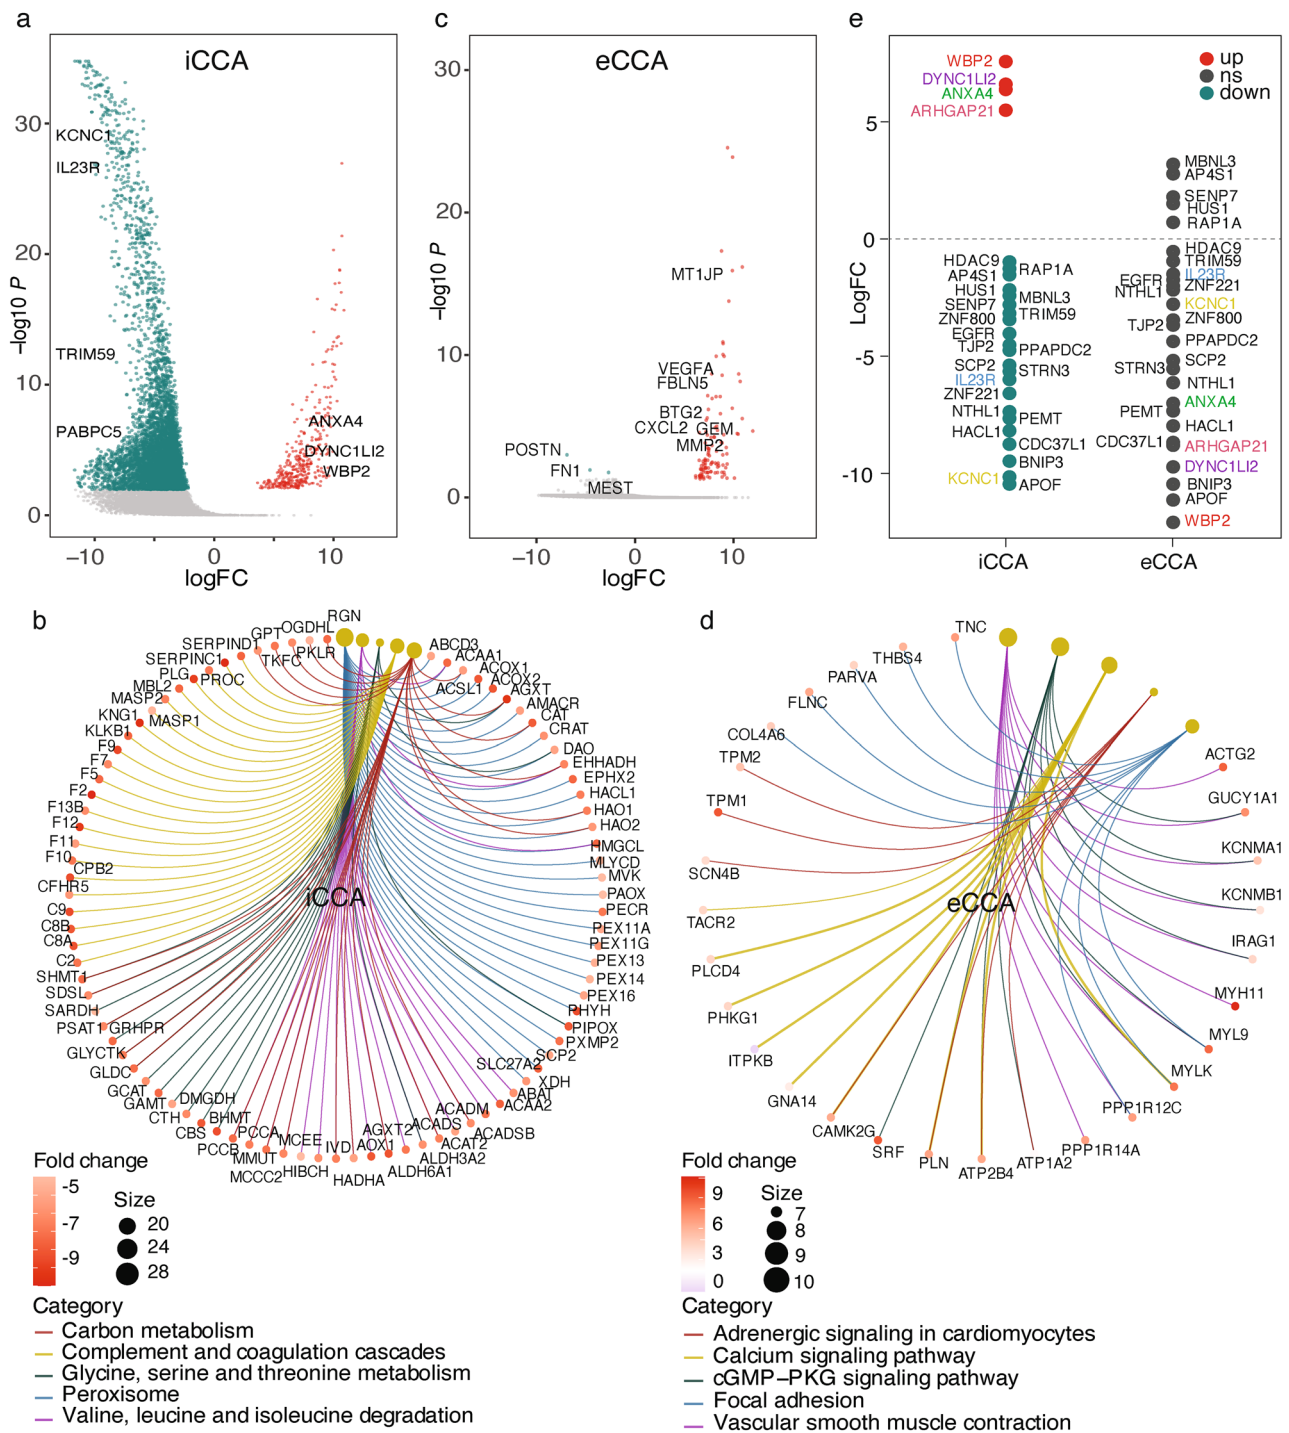 a
iCCA
−log10 P
30
20
10
0
KCNC1
IL23R
TRIM59
PABPC5
ANXA4
DYNC1LI2
WBP2
−10
0
10
logFC
c
eCCA
-log10 P
30
20
10
0
MT1JP
VEGFA
FBLN5
BTG2
CXCL2
GEM
MMP2
POSTN
FN1
MEST
−10
0
10
logFC
e
up
ns
down
LogFC
5
0
-5
-10
WBP2
DYNC1LI2
ANXA4
ARHGAP21
HDAC9
RAP1A
AP4S1
HUS1
MBNL3
SENP7
TRIM59
ZNF800
EGFR
TJP2
PPAPDC2
SCP2
STRN3
IL23R
ZNF221
NTHL1
PEMT
HACL1
CDC37L1
BNIP3
KCNC1
APOF
MBNL3
AP4S1
SENP7
HUS1
RAP1A
HDAC9
TRIM59
IL23R
EGFR
ZNF221
NTHL1
KCNC1
ZNF800
TJP2
PPAPDC2
SCP2
STRN3
NTHL1
ANXA4
PEMT
HACL1
CDC37L1
ARHGAP21
DYNC1LI2
BNIP3
APOF
WBP2
iCCA
eCCA
b
RGN
OGDHL
PKLR
GPT
TKFC
SERPIND1
SERPINC1
PROC
PLG
MBL2
MASP2
MASP1
KNG1
KLKB1
F9
F7
F5
F2
F13B
F12
F11
F10
CPB2
CFHR5
C9
C8B
C8A
C2
SHMT1
SDSL
SARDH
PSAT1
GRHPR
GLYCTK
GLDC
GCAT
GAMT
DMGDH
CTH
BHMT
CBS
PCCB
PCCA
MMUT
MCEE
MCCC2
HIBCH
IVD
HADHA
AOX1
AGXT2
ALDH6A1
ALDH3A2
ACADS
ACAT2
ACADM
ACADSB
ACAA2
ABAT
XDH
SLC27A2
SCP2
PXMP2
PIPOX
PHYH
PEX16
PEX14
PEX13
PEX11G
PEX11A
PECR
PAOX
MVK
MLYCD
HMGCL
HAO2
HAO1
HACL1
EPHX2
EHHADH
DAO
CRAT
CAT
AMACR
AGXT
ACOX2
ACSL1
ACOX1
ACAA1
ABCD3
iCCA
Fold change
-5
-7
-9
Size
20
24
28
Category
Carbon metabolism
Complement and coagulation cascades
Glycine, serine and threonine metabolism
Peroxisome
Valine, leucine and isoleucine degradation
d
TNC
THBS4
PARVA
FLNC
COL4A6
TPM2
TPM1
SCN4B
TACR2
PLCD4
PHKG1
ITPKB
GNA14
CAMK2G
SRF
PLN
ATP2B4
ATP1A2
PPP1R14A
PPP1R12C
MYLK
MYL9
MYH11
IRAG1
KCNMB1
KCNMA1
GUCY1A1
ACTG2
eCCA
Fold change
9
6
3
0
Size
7
8
9
10
Category
Adrenergic signaling in cardiomyocytes
Calcium signaling pathway
cGMP−PKG signaling pathway
Focal adhesion
Vascular smooth muscle contraction